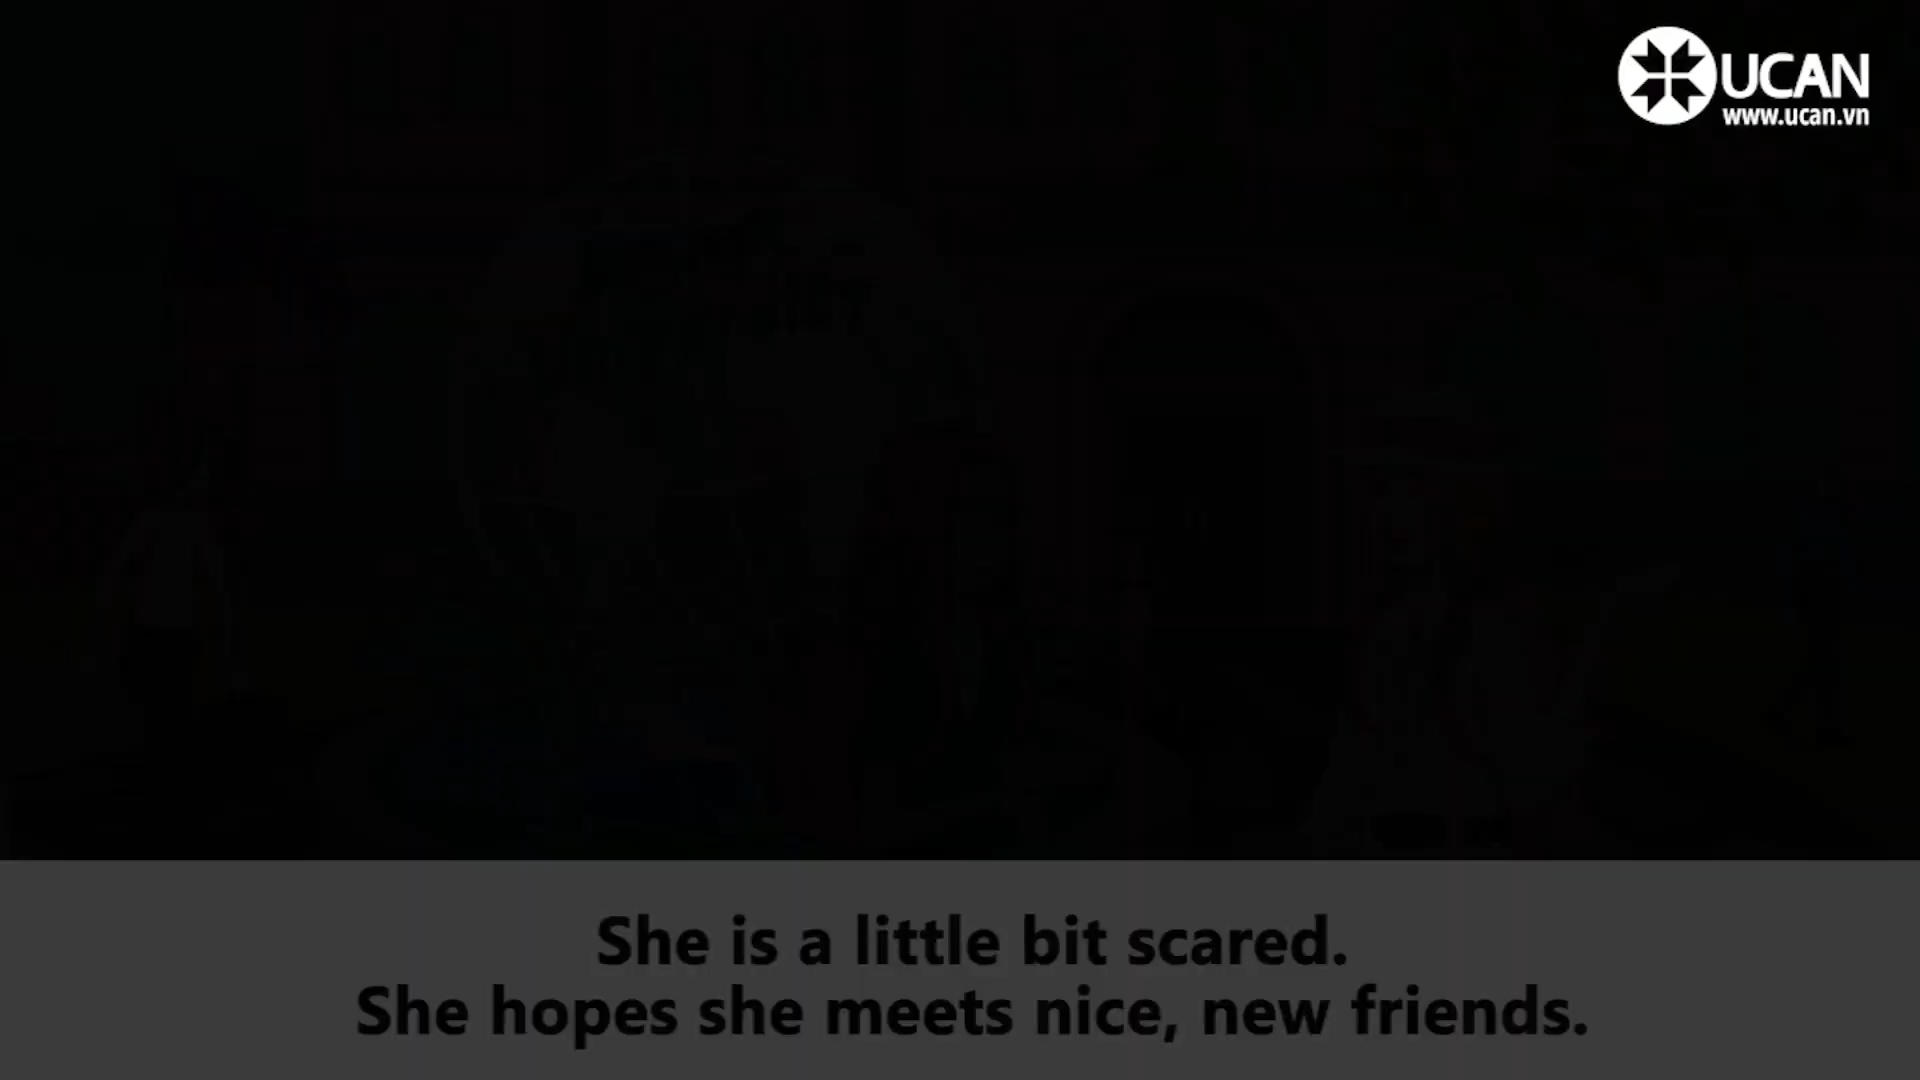 UCAN
www.ucan.vn
She is a little bit scared.
She hopes she meets nice, new friends.